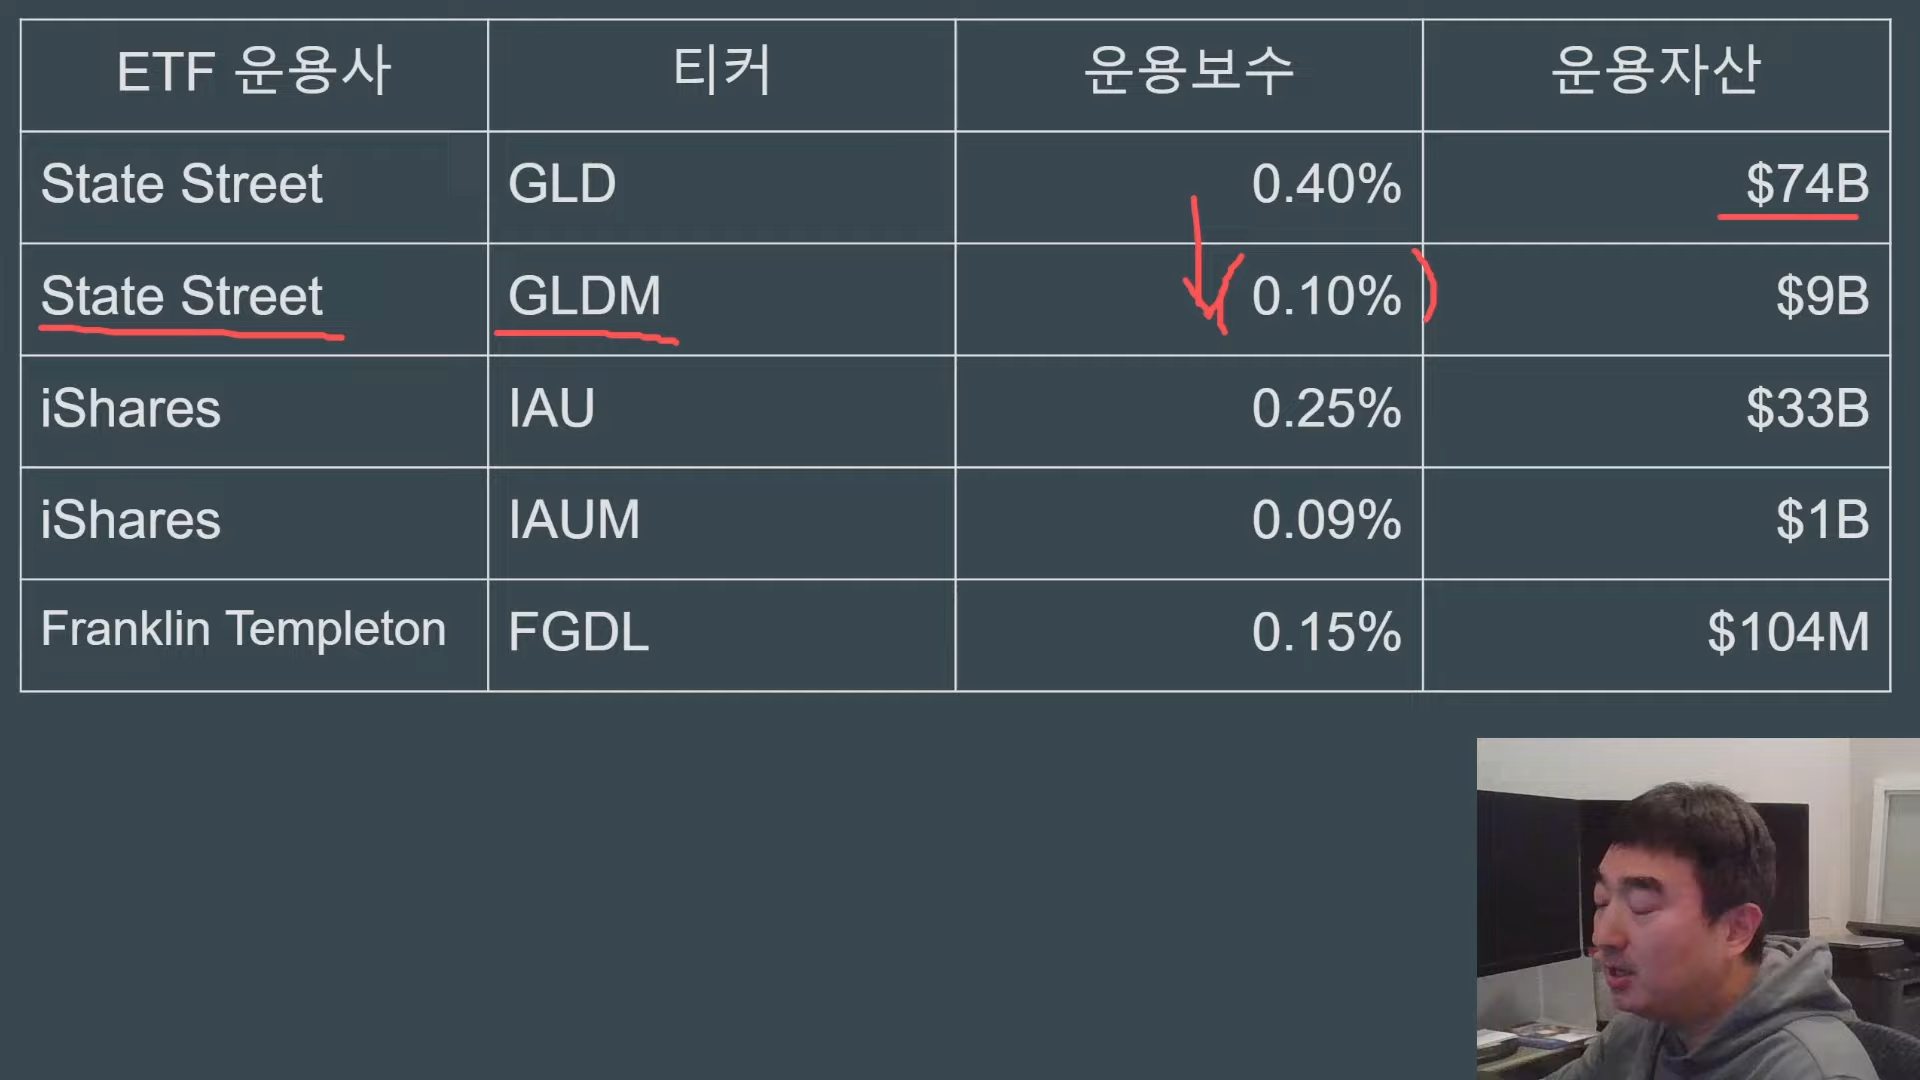 ETF 운용사 티커 운용보수 운용자산
State Street GLD 0.40% $74B
State Street GLDM 0.10% $9B
iShares IAU 0.25% $33B
iShares IAUM 0.09% $1B
Franklin Templeton FGDL 0.15% $104M